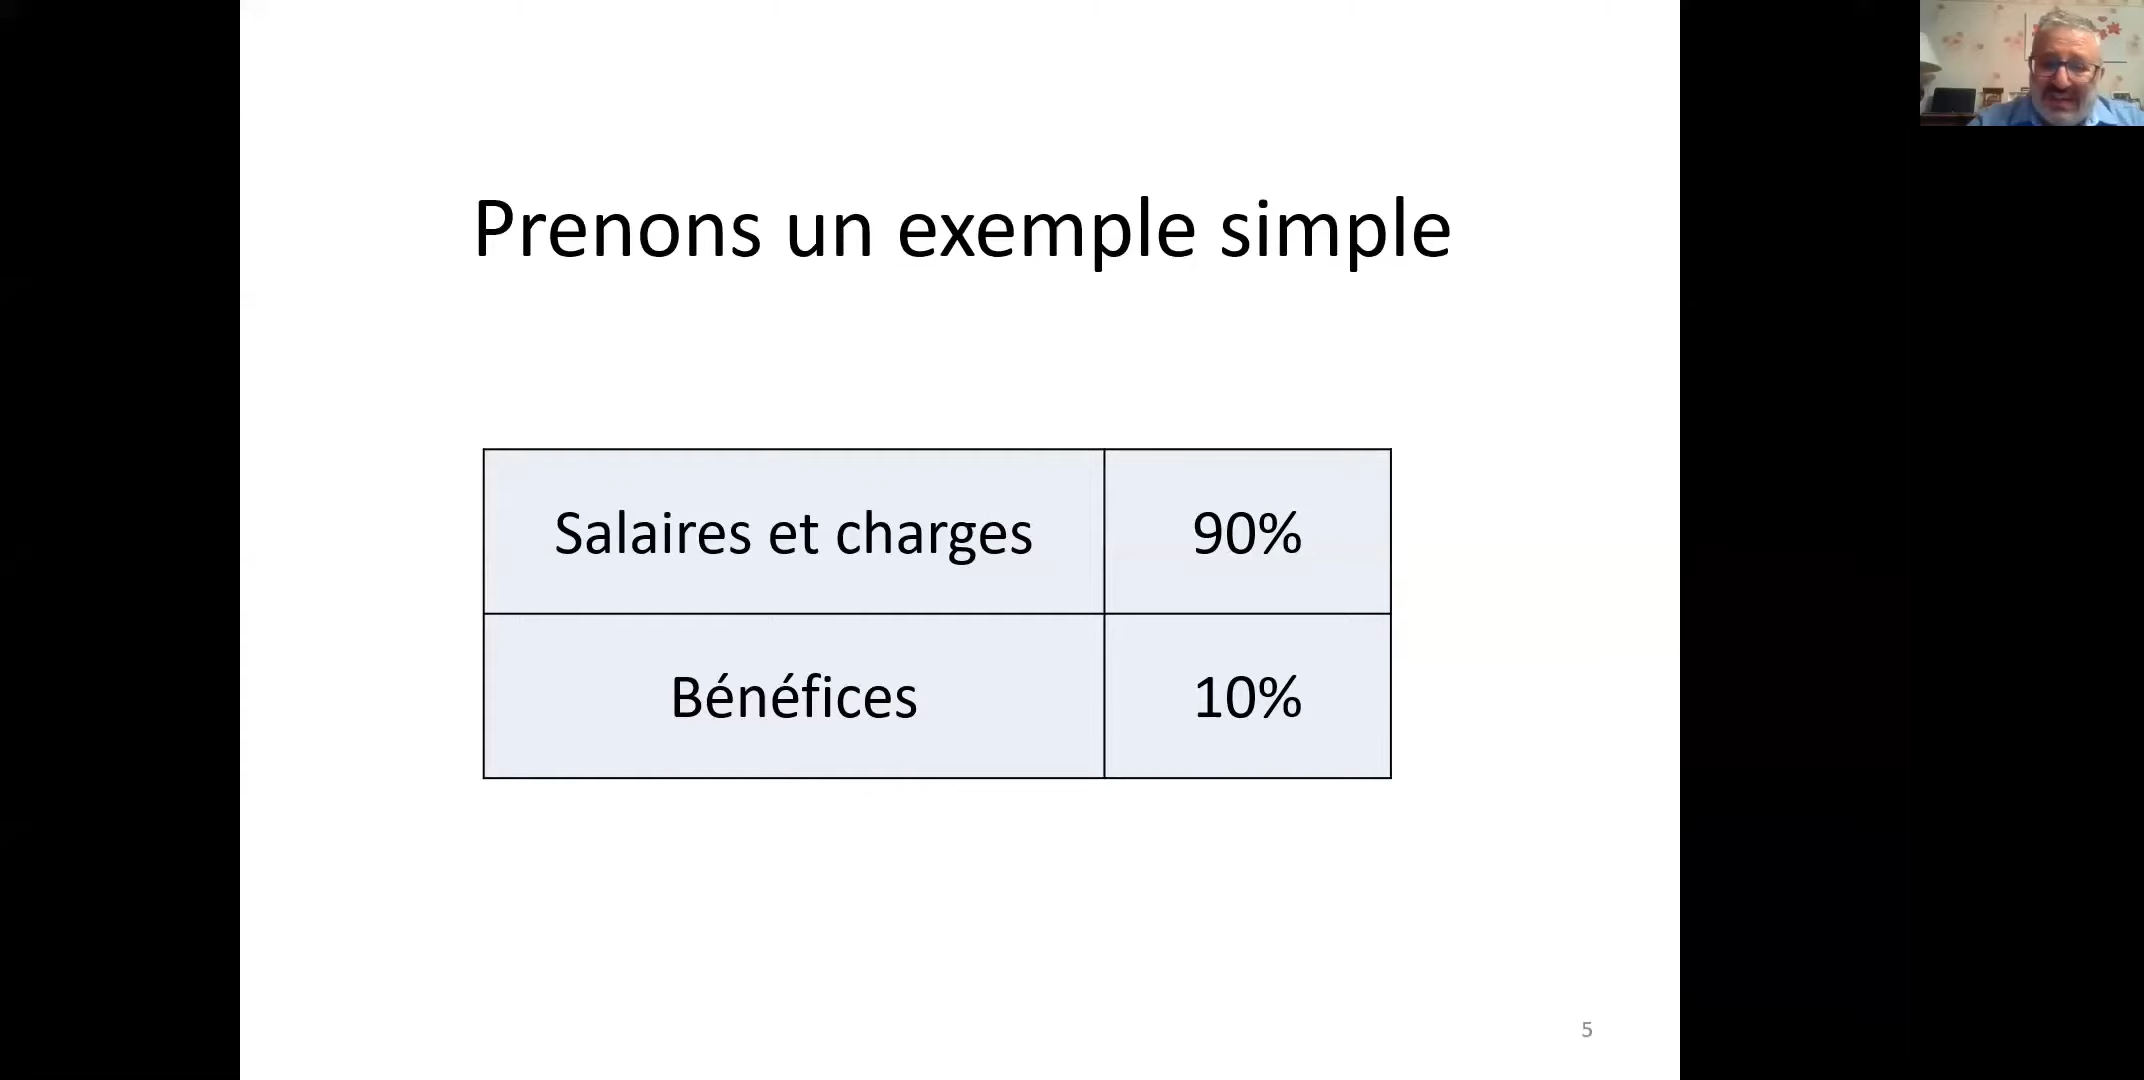 Prenons un exemple simple
Salaires et charges 90%
Bénéfices 10%
5